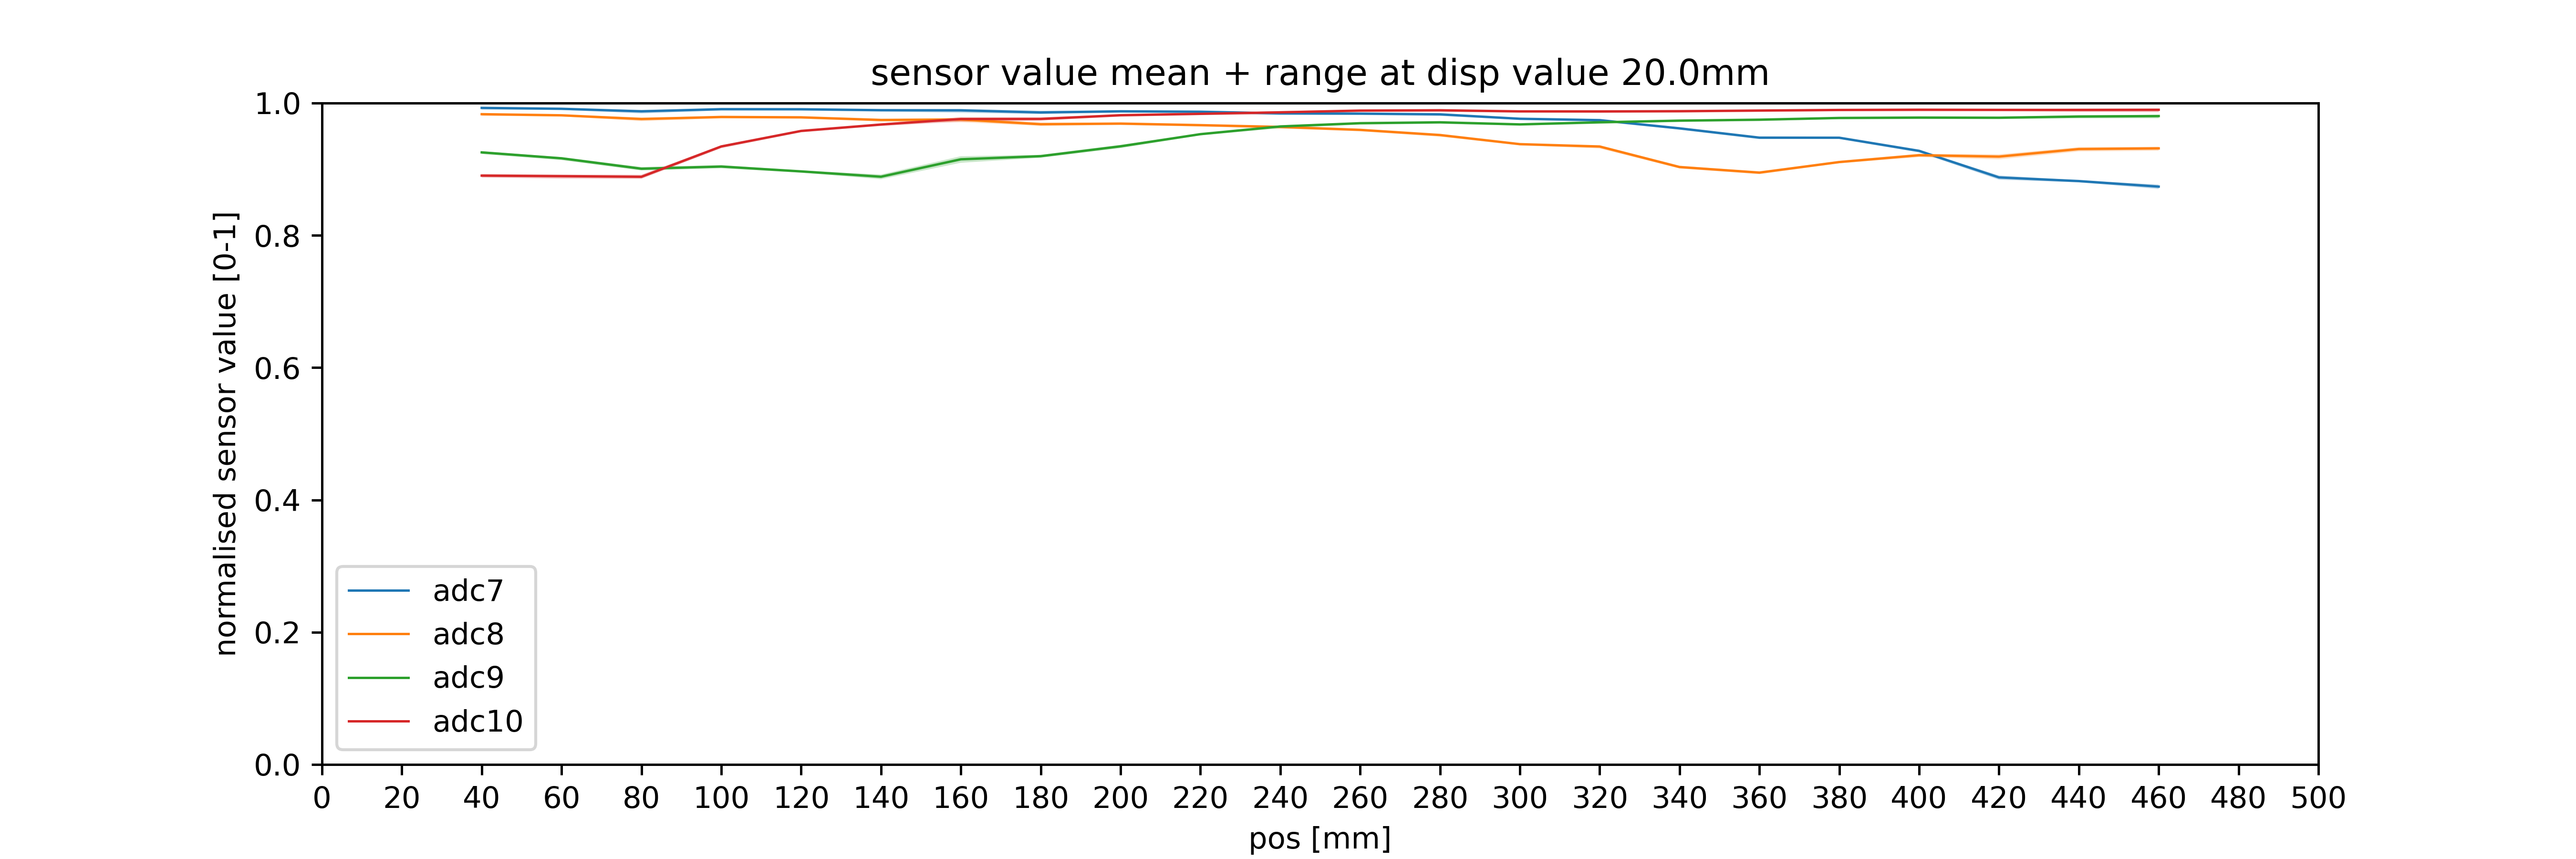 sensor value mean + range at disp value 20.0mm
1.0
0.8
0.6
0.4
0.2
0.0
normalised sensor value [0-1]
adc7
adc8
adc9
adc10
0 20 40 60 80 100 120 140 160 180 200 220 240 260 280 300 320 340 360 380 400 420 440 460 480 500
pos [mm]